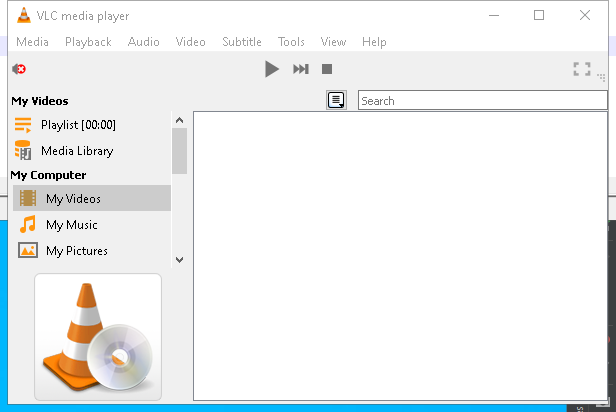 VLC media player
Media Playback Audio Video Subtitle Tools View Help
My Videos
Search
Playlist [00:00]
Media Library
My Computer
My Videos
My Music
My Pictures